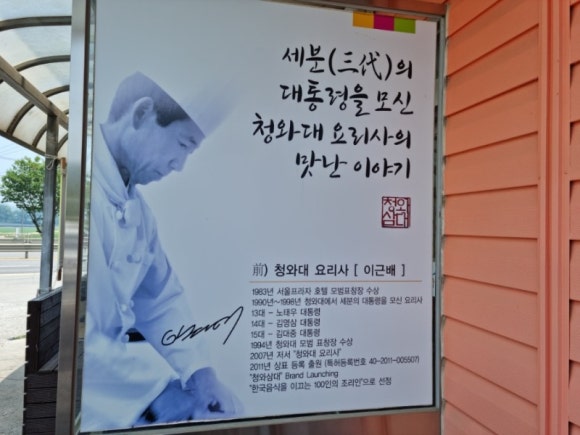 세분(三代)의
대통령을 모신
청와대 요리사의
맛난 이야기
청와
삼대
前) 청와대 요리사 [ 이근배 ]
1983년 서울프라자 호텔 모범표창장 수상
1990년~1998년 청와대에서 세분의 대통령을 모신 요리사
13대 - 노태우 대통령
14대 - 김영삼 대통령
15대 - 김대중 대통령
1994년 청와대 모범 표창장 수상
2007년 저서 "청와대 요리사"
2011년 상표 등록 출원 (특허등록번호 40-2011-005507)
"청와삼대" Brand Launching
"한국음식을 이끄는 100인의 조리인"으로 선정